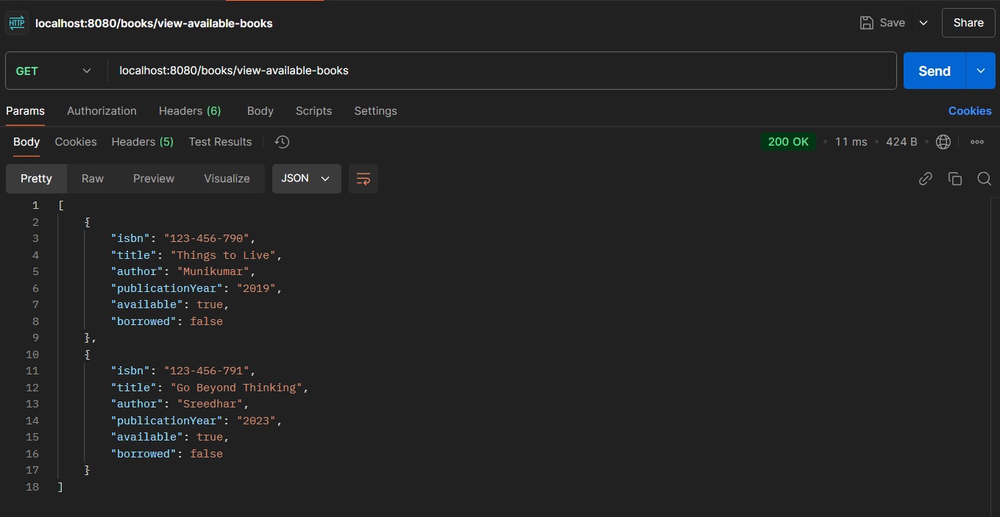 HTTP localhost:8080/books/view-available-books Save Share
GET localhost:8080/books/view-available-books Send
Params Authorization Headers (6) Body Scripts Settings Cookies
Body Cookies Headers (5) Test Results 200 OK • 11 ms • 424 B •
Pretty Raw Preview Visualize JSON
1 [
2 {
3 "isbn": "123-456-790",
4 "title": "Things to Live",
5 "author": "Munikumar",
6 "publicationYear": "2019",
7 "available": true,
8 "borrowed": false
9 },
10 {
11 "isbn": "123-456-791",
12 "title": "Go Beyond Thinking",
13 "author": "Sreedhar",
14 "publicationYear": "2023",
15 "available": true,
16 "borrowed": false
17 }
18 ]